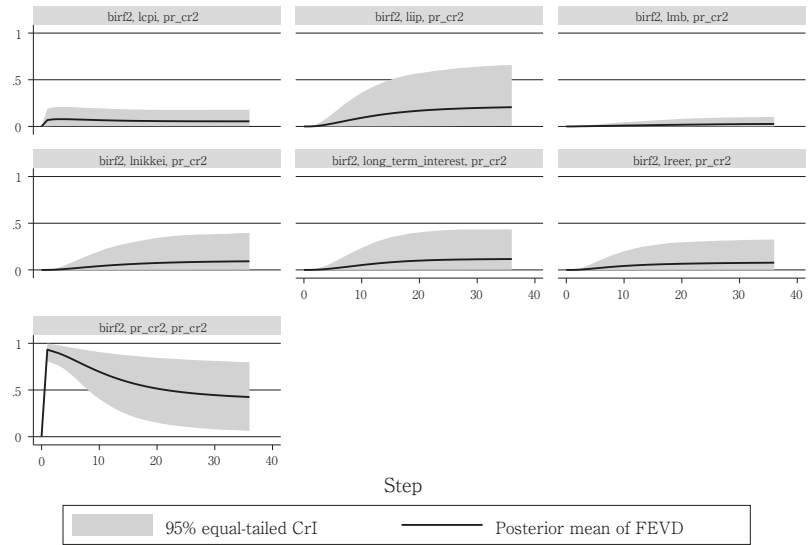 birf2, lcpi, pr_cr2
birf2, liip, pr_cr2
birf2, lmb, pr_cr2
1
.5
0
birf2, lnikkei, pr_cr2
birf2, long_term_interest, pr_cr2
birf2, lreer, pr_cr2
1
.5
0
0 10 20 30 40
0 10 20 30 40
birf2, pr_cr2, pr_cr2
1
.5
0
0 10 20 30 40
Step
95% equal-tailed CrI
Posterior mean of FEVD